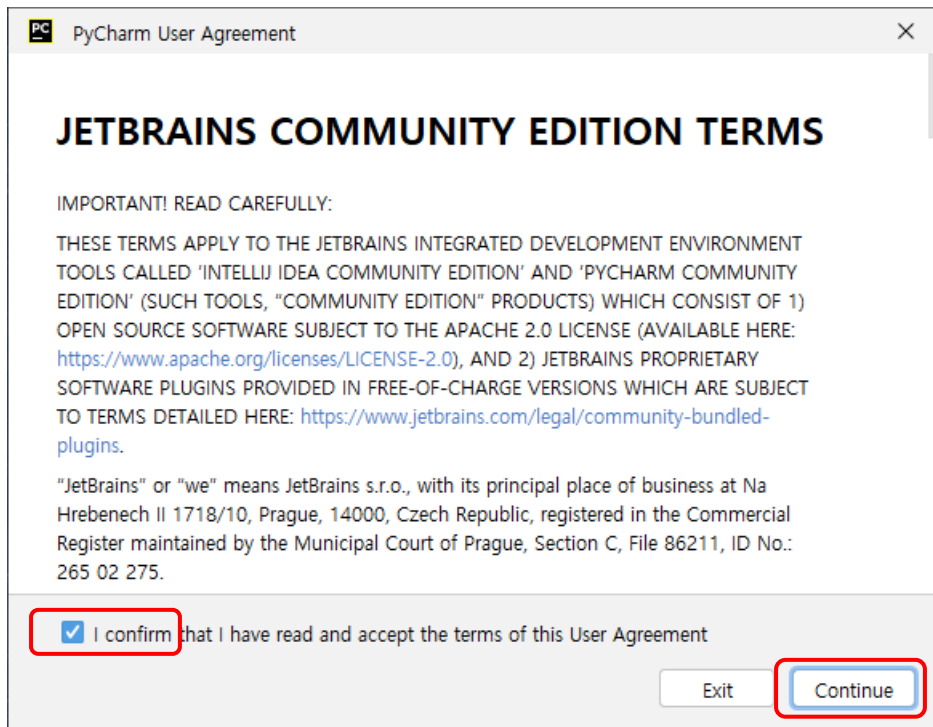 PC PyCharm User Agreement
JETBRAINS COMMUNITY EDITION TERMS
IMPORTANT! READ CAREFULLY:
THESE TERMS APPLY TO THE JETBRAINS INTEGRATED DEVELOPMENT ENVIRONMENT
TOOLS CALLED ‘INTELLIJ IDEA COMMUNITY EDITION’ AND ‘PYCHARM COMMUNITY
EDITION’ (SUCH TOOLS, “COMMUNITY EDITION” PRODUCTS) WHICH CONSIST OF 1)
OPEN SOURCE SOFTWARE SUBJECT TO THE APACHE 2.0 LICENSE (AVAILABLE HERE:
https://www.apache.org/licenses/LICENSE-2.0), AND 2) JETBRAINS PROPRIETARY
SOFTWARE PLUGINS PROVIDED IN FREE-OF-CHARGE VERSIONS WHICH ARE SUBJECT
TO TERMS DETAILED HERE: https://www.jetbrains.com/legal/community-bundled-
plugins.
“JetBrains” or “we” means JetBrains s.r.o., with its principal place of business at Na
Hrebenech II 1718/10, Prague, 14000, Czech Republic, registered in the Commercial
Register maintained by the Municipal Court of Prague, Section C, File 86211, ID No.:
265 02 275.
I confirm that I have read and accept the terms of this User Agreement
Exit Continue